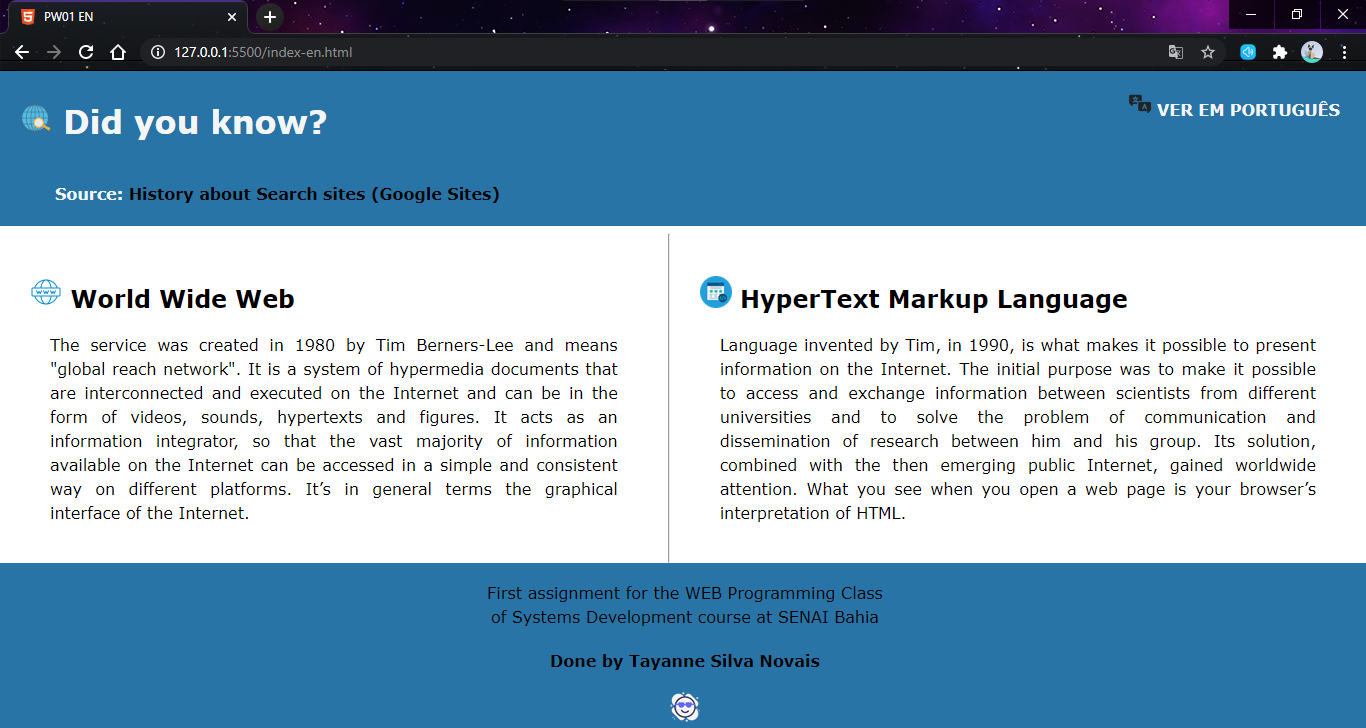 PW01 EN
127.0.0.1:5500/index-en.html
Did you know?
VER EM PORTUGUÊS
Source: History about Search sites (Google Sites)
World Wide Web
The service was created in 1980 by Tim Berners-Lee and means
"global reach network". It is a system of hypermedia documents that
are interconnected and executed on the Internet and can be in the
form of videos, sounds, hypertexts and figures. It acts as an
information integrator, so that the vast majority of information
available on the Internet can be accessed in a simple and consistent
way on different platforms. It’s in general terms the graphical
interface of the Internet.
HyperText Markup Language
Language invented by Tim, in 1990, is what makes it possible to present
information on the Internet. The initial purpose was to make it possible
to access and exchange information between scientists from different
universities and to solve the problem of communication and
dissemination of research between him and his group. Its solution,
combined with the then emerging public Internet, gained worldwide
attention. What you see when you open a web page is your browser’s
interpretation of HTML.
First assignment for the WEB Programming Class
of Systems Development course at SENAI Bahia
Done by Tayanne Silva Novais